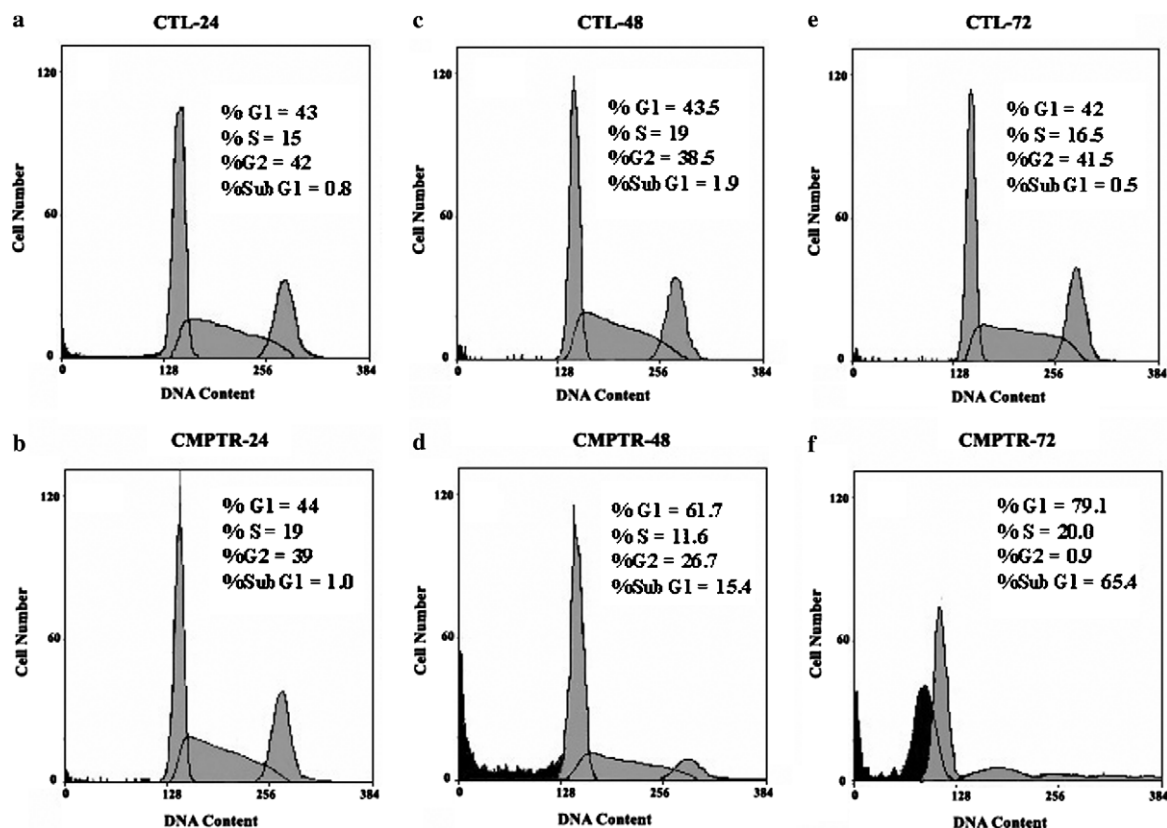 a
CTL-24
120
60
0
Cell Number
% G1 = 43
% S = 15
%G2 = 42
%Sub G1 = 0.8
0 128 256 384
DNA Content
c
CTL-48
120
60
0
Cell Number
% G1 = 43.5
% S = 19
%G2 = 38.5
%Sub G1 = 1.9
0 128 256 384
DNA Content
e
CTL-72
120
60
0
Cell Number
% G1 = 42
% S = 16.5
%G2 = 41.5
%Sub G1 = 0.5
0 128 256 384
DNA Content
b
CMPTR-24
120
60
0
Cell Number
% G1 = 44
% S = 19
%G2 = 39
%Sub G1 = 1.0
0 128 256 384
DNA Content
d
CMPTR-48
120
60
0
Cell Number
% G1 = 61.7
% S = 11.6
%G2 = 26.7
%Sub G1 = 15.4
0 128 256 384
DNA Content
f
CMPTR-72
120
60
0
Cell Number
% G1 = 79.1
% S = 20.0
%G2 = 0.9
%Sub G1 = 65.4
0 128 256 384
DNA Content